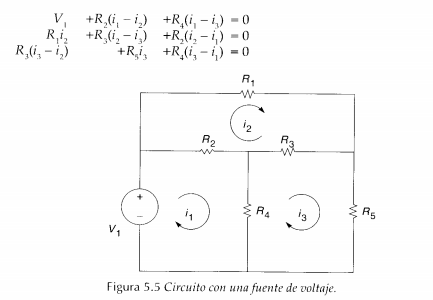 V₁ +R₂(i₁ − i₂) +R₄(i₁ − i₃) = 0
R₁i₂ +R₃(i₂ − i₃) +R₂(i₂ − i₁) = 0
R₃(i₃ − i₂) +R₅i₃ +R₄(i₃ − i₁) = 0
R₁
i₂
R₂ R₃
+
−
V₁
i₁
R₄
i₃
R₅
Figura 5.5 Circuito con una fuente de voltaje.